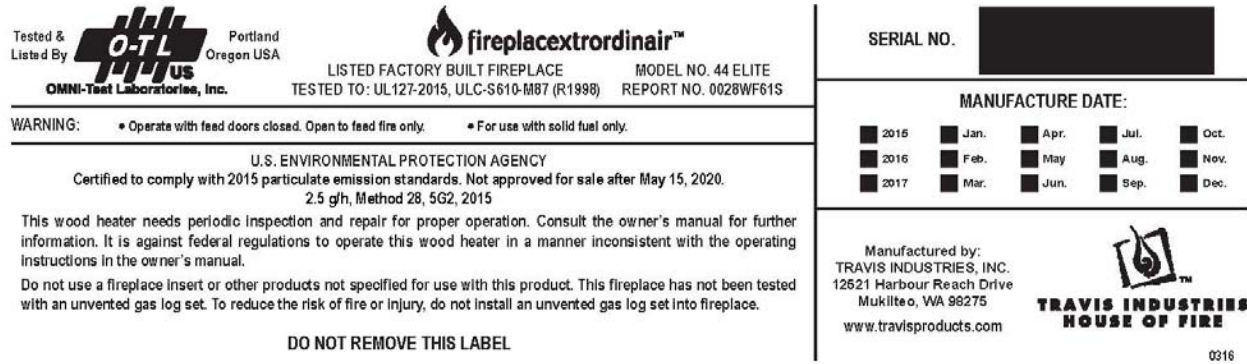 Tested &
Listed By
O-TL
US
OMNI-Test Laboratories, Inc.
Portland
Oregon USA
fireplacextrordinair™
LISTED FACTORY BUILT FIREPLACE MODEL NO. 44 ELITE
TESTED TO: UL127-2015, ULC-S610-M87 (R1998) REPORT NO. 0028WF61S
WARNING: • Operate with feed doors closed. Open to feed fire only. • For use with solid fuel only.
U.S. ENVIRONMENTAL PROTECTION AGENCY
Certified to comply with 2015 particulate emission standards. Not approved for sale after May 15, 2020.
2.5 g/h, Method 28, 5G2, 2015
This wood heater needs periodic inspection and repair for proper operation. Consult the owner's manual for further
information. It is against federal regulations to operate this wood heater in a manner inconsistent with the operating
instructions in the owner's manual.
Do not use a fireplace insert or other products not specified for use with this product. This fireplace has not been tested
with an unvented gas log set. To reduce the risk of fire or injury, do not install an unvented gas log set into fireplace.
DO NOT REMOVE THIS LABEL
SERIAL NO.
MANUFACTURE DATE:
2015 Jan. Apr. Jul. Oct.
2016 Feb. May Aug. Nov.
2017 Mar. Jun. Sep. Dec.
Manufactured by:
TRAVIS INDUSTRIES, INC.
12521 Harbour Reach Drive
Mukilteo, WA 98275
www.travisproducts.com
TM
TRAVIS INDUSTRIES
HOUSE OF FIRE
0316